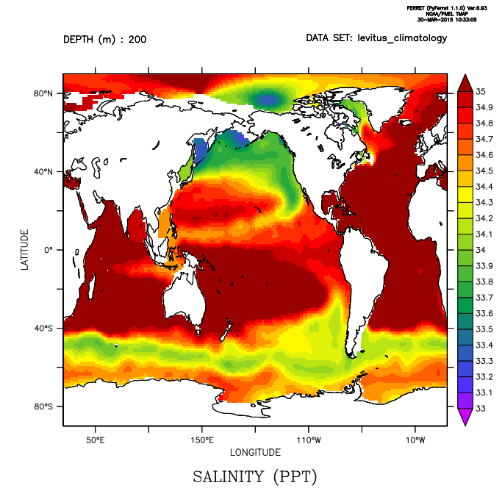 FERRET (PyFerret 1.1.0) Ver.6.93
NOAA/PMEL TMAP
30-MAR-2015 10:33:05
DEPTH (m) : 200
DATA SET: levitus_climatology
80°N
40°N
0°
40°S
80°S
LATITUDE
50°E
150°E
110°W
10°W
LONGITUDE
35
34.9
34.8
34.7
34.6
34.5
34.4
34.3
34.2
34.1
34
33.9
33.8
33.7
33.6
33.5
33.4
33.3
33.2
33.1
33
SALINITY (PPT)